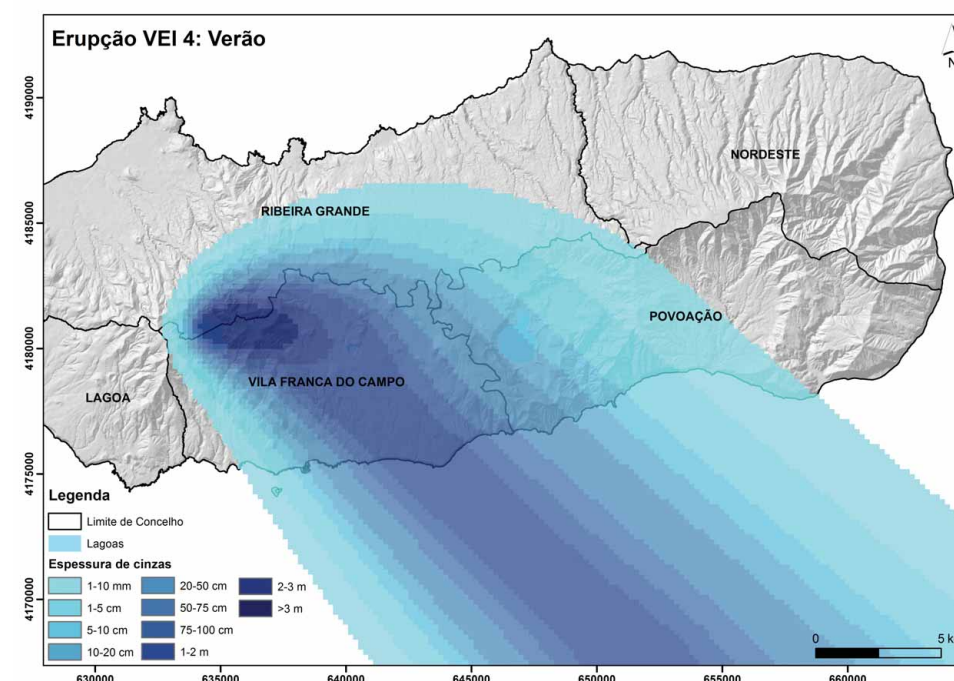 Erupção VEI 4: Verão
N
4190000
4185000
4180000
4175000
4170000
NORDESTE
RIBEIRA GRANDE
POVOAÇÃO
VILA FRANCA DO CAMPO
LAGOA
Legenda
Limite de Concelho
Lagoas
Espessura de cinzas
1-10 mm
1-5 cm
5-10 cm
10-20 cm
20-50 cm
50-75 cm
75-100 cm
1-2 m
2-3 m
>3 m
0 5 k
630000 635000 640000 645000 650000 655000 660000